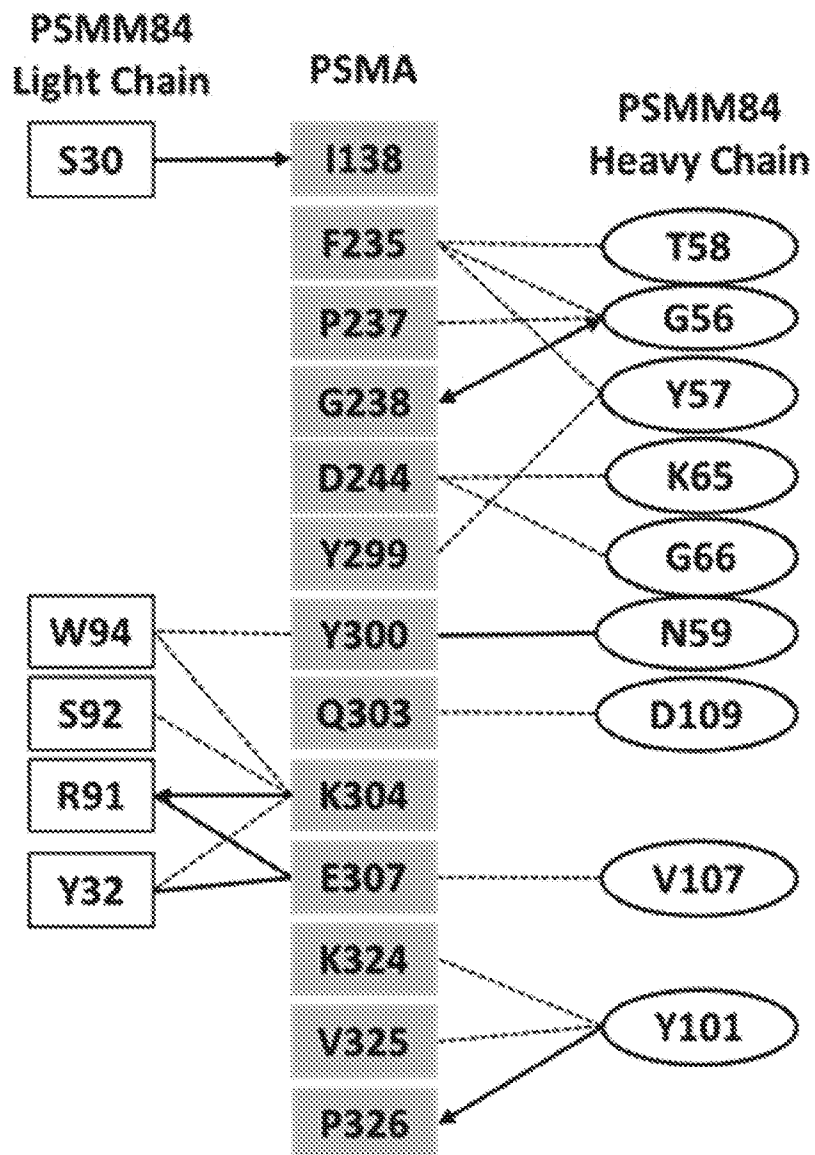 PSMM84
Light Chain
PSMA
PSMM84
Heavy Chain
S30
I138
F235
T58
P237
G56
G238
Y57
D244
K65
Y299
G66
W94
Y300
N59
S92
Q303
D109
R91
K304
Y32
E307
V107
K324
V325
Y101
P326